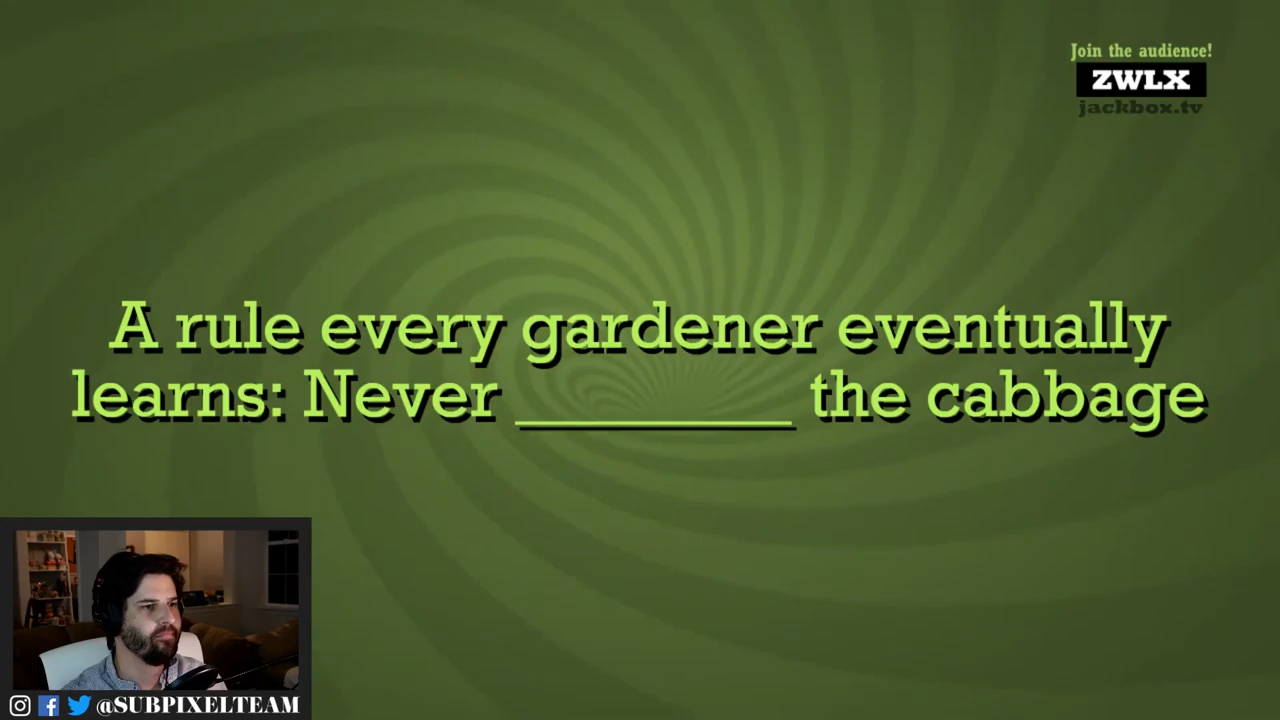 Join the audience!
ZWLX
jackbox.tv
A rule every gardener eventually
learns: Never ________ the cabbage
@SUBPIXELTEAM